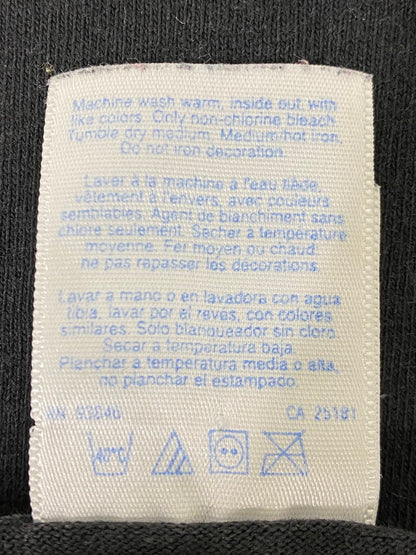 Machine wash warm, inside out, with
like colors. Only non-chlorine bleach.
Tumble dry medium. Medium/hot iron.
Do not iron decoration.
Laver à la machine à l'eau tiède,
vêtement à l'envers, avec couleurs
semblables. Agent de blanchiment sans
chlore seulement. Sécher à température
moyenne. Fer moyen ou chaud
ne pas repasser les decorations.
Lavar a mano o en lavadora con agua
tibia, lavar por el reves, con colores
similares. Solo blanqueador sin cloro.
Secar a temperatura baja.
Planchar a temperatura media o alta,
no planchar el estampado.
RN 93846 CA 25181
40°C